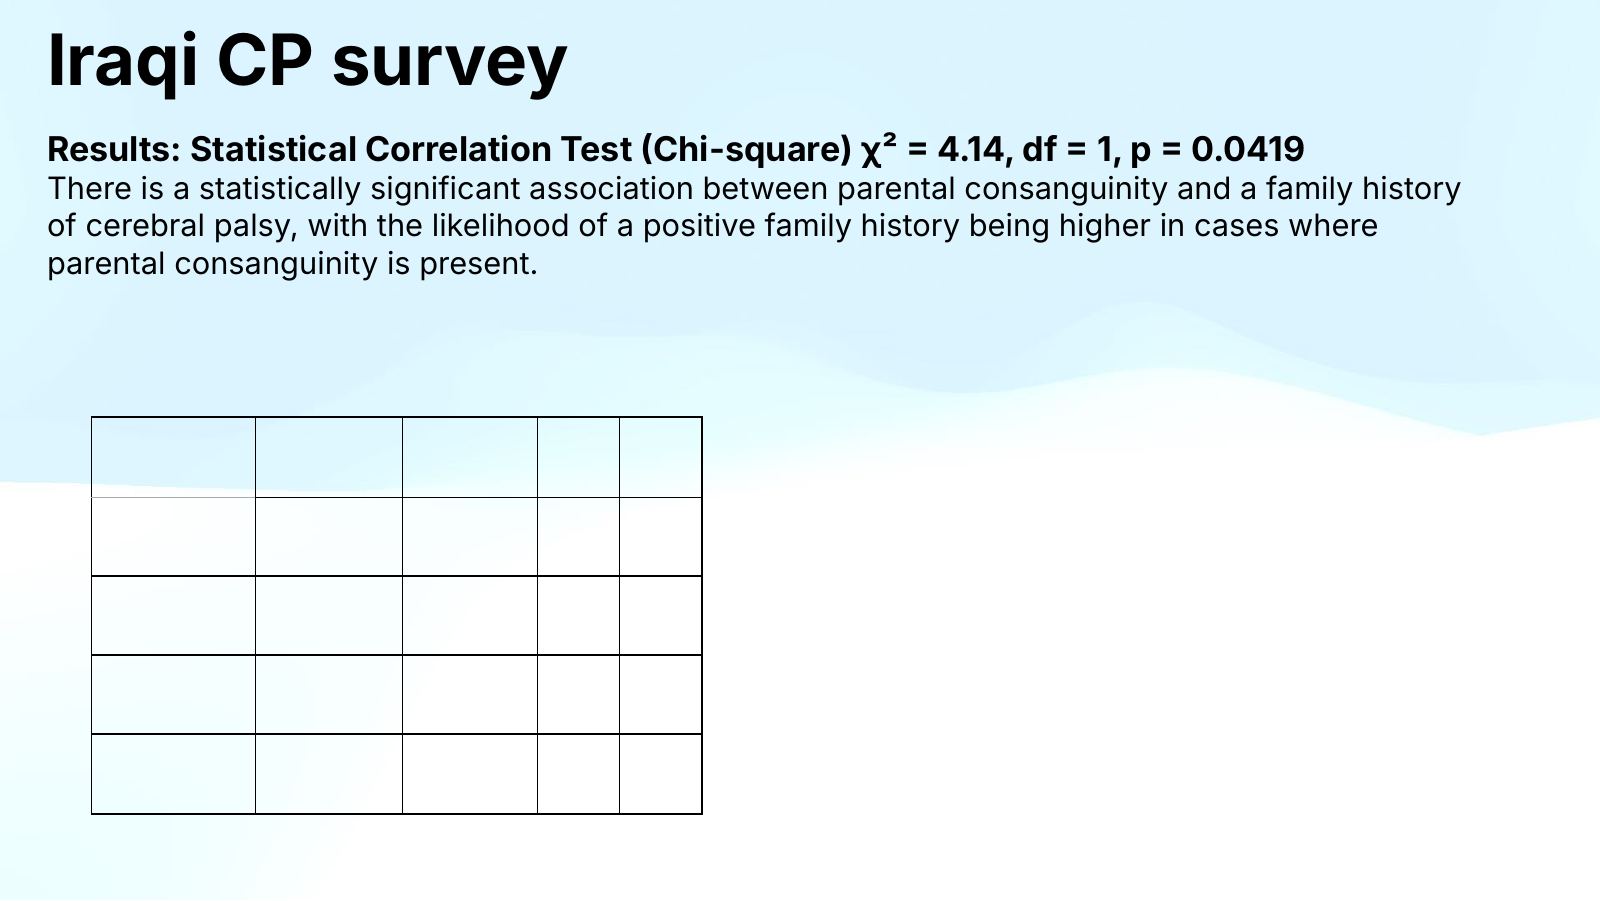 Iraqi CP survey
Results: Statistical Correlation Test (Chi-square) χ² = 4.14, df = 1, p = 0.0419
There is a statistically significant association between parental consanguinity and a family history
of cerebral palsy, with the likelihood of a positive family history being higher in cases where
parental consanguinity is present.